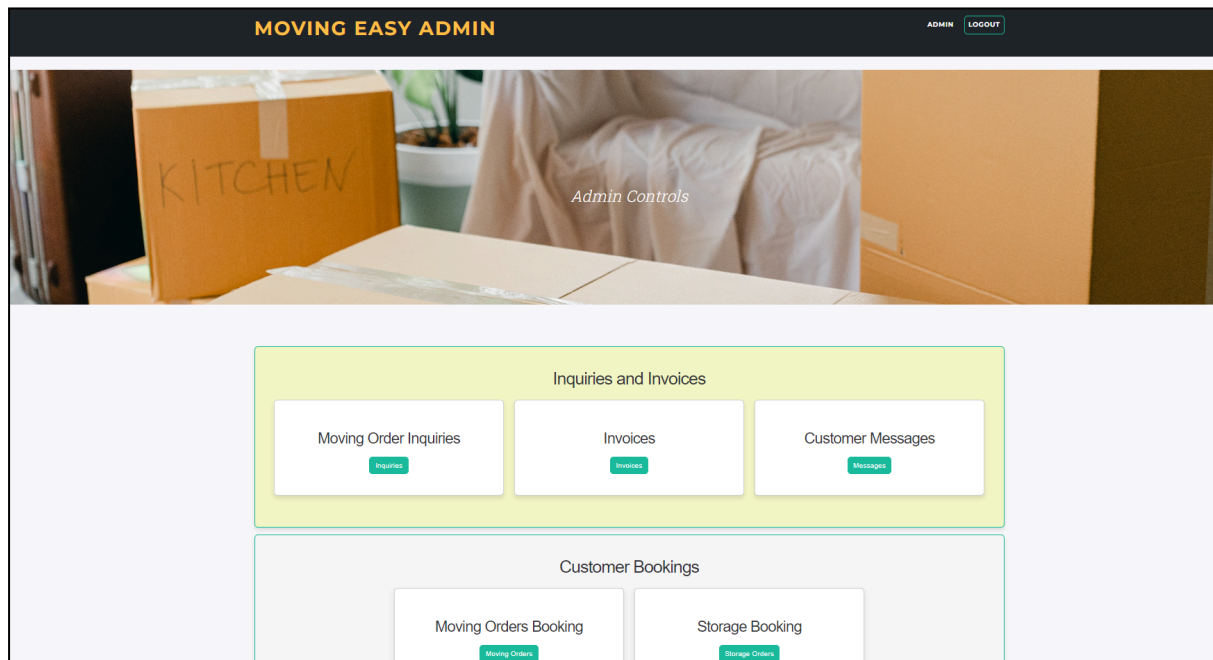 MOVING EASY ADMIN
ADMIN LOGOUT
KITCHEN
Admin Controls
Inquiries and Invoices
Moving Order Inquiries Invoices Customer Messages
Inquiries Invoices Messages
Customer Bookings
Moving Orders Booking Storage Booking
Moving Orders Storage Orders